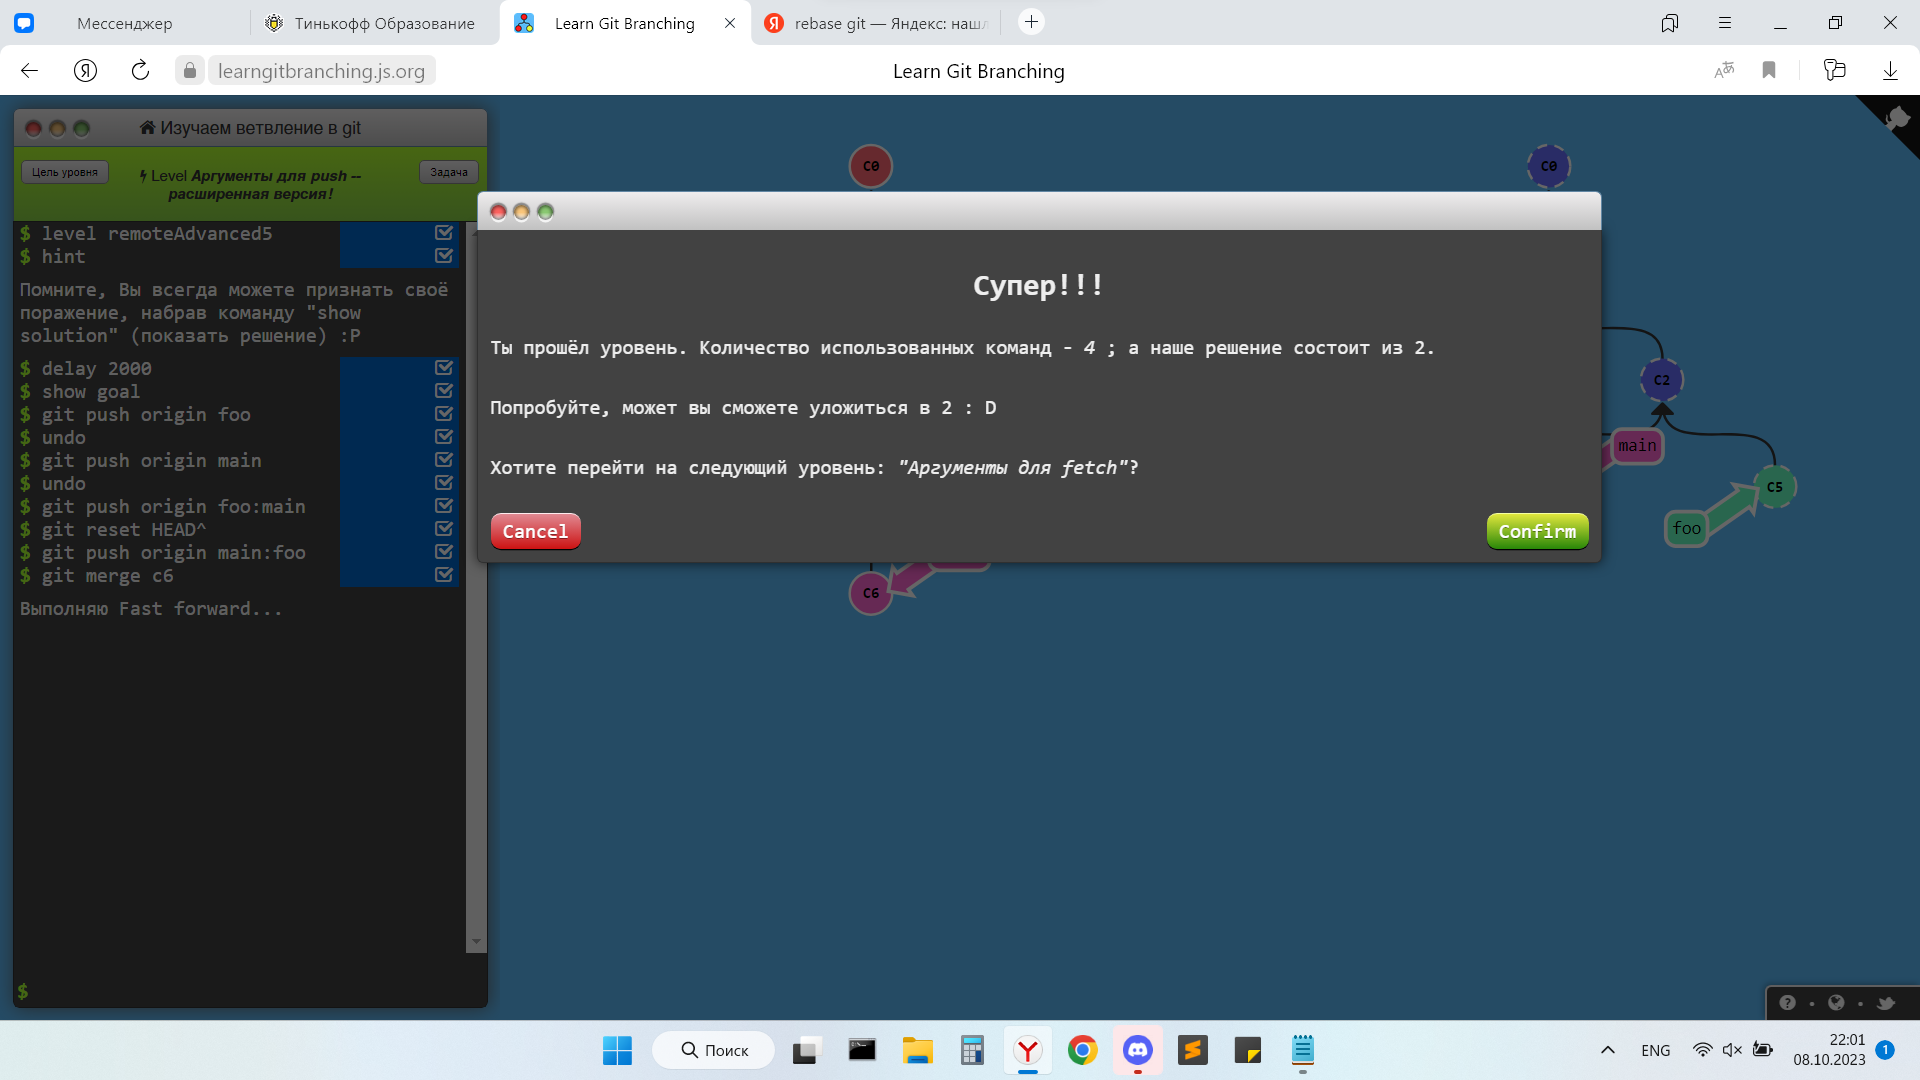 Мессенджер
Тинькофф Образование
Learn Git Branching
rebase git — Яндекс: наш
learngitbranching.js.org
Learn Git Branching
Изучаем ветвление в git
Цель уровня
Level Аргументы для push --
расширенная версия!
Задача
$ level remoteAdvanced5
$ hint
Помните, Вы всегда можете признать своё
поражение, набрав команду "show
solution" (показать решение) :P
$ delay 2000
$ show goal
$ git push origin foo
$ undo
$ git push origin main
$ undo
$ git push origin foo:main
$ git reset HEAD^
$ git push origin main:foo
$ git merge c6
Выполняю Fast forward...
$
C0
C0
Супер!!!
Ты прошёл уровень. Количество использованных команд - 4 ; а наше решение состоит из 2.
Попробуйте, может вы сможете уложиться в 2 : D
Хотите перейти на следующий уровень: "Аргументы для fetch"?
Cancel
Confirm
C2
main
C5
foo
C6
Поиск
ENG
22:01
08.10.2023
1